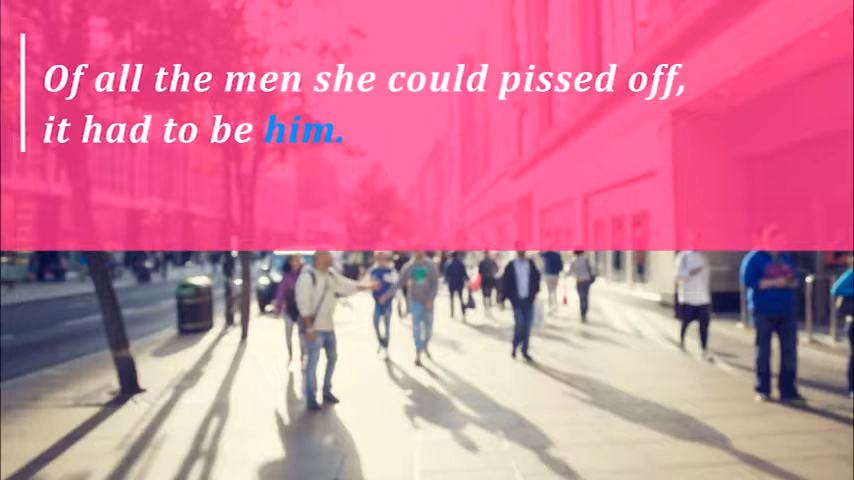 Of all the men she could pissed off,
it had to be him.